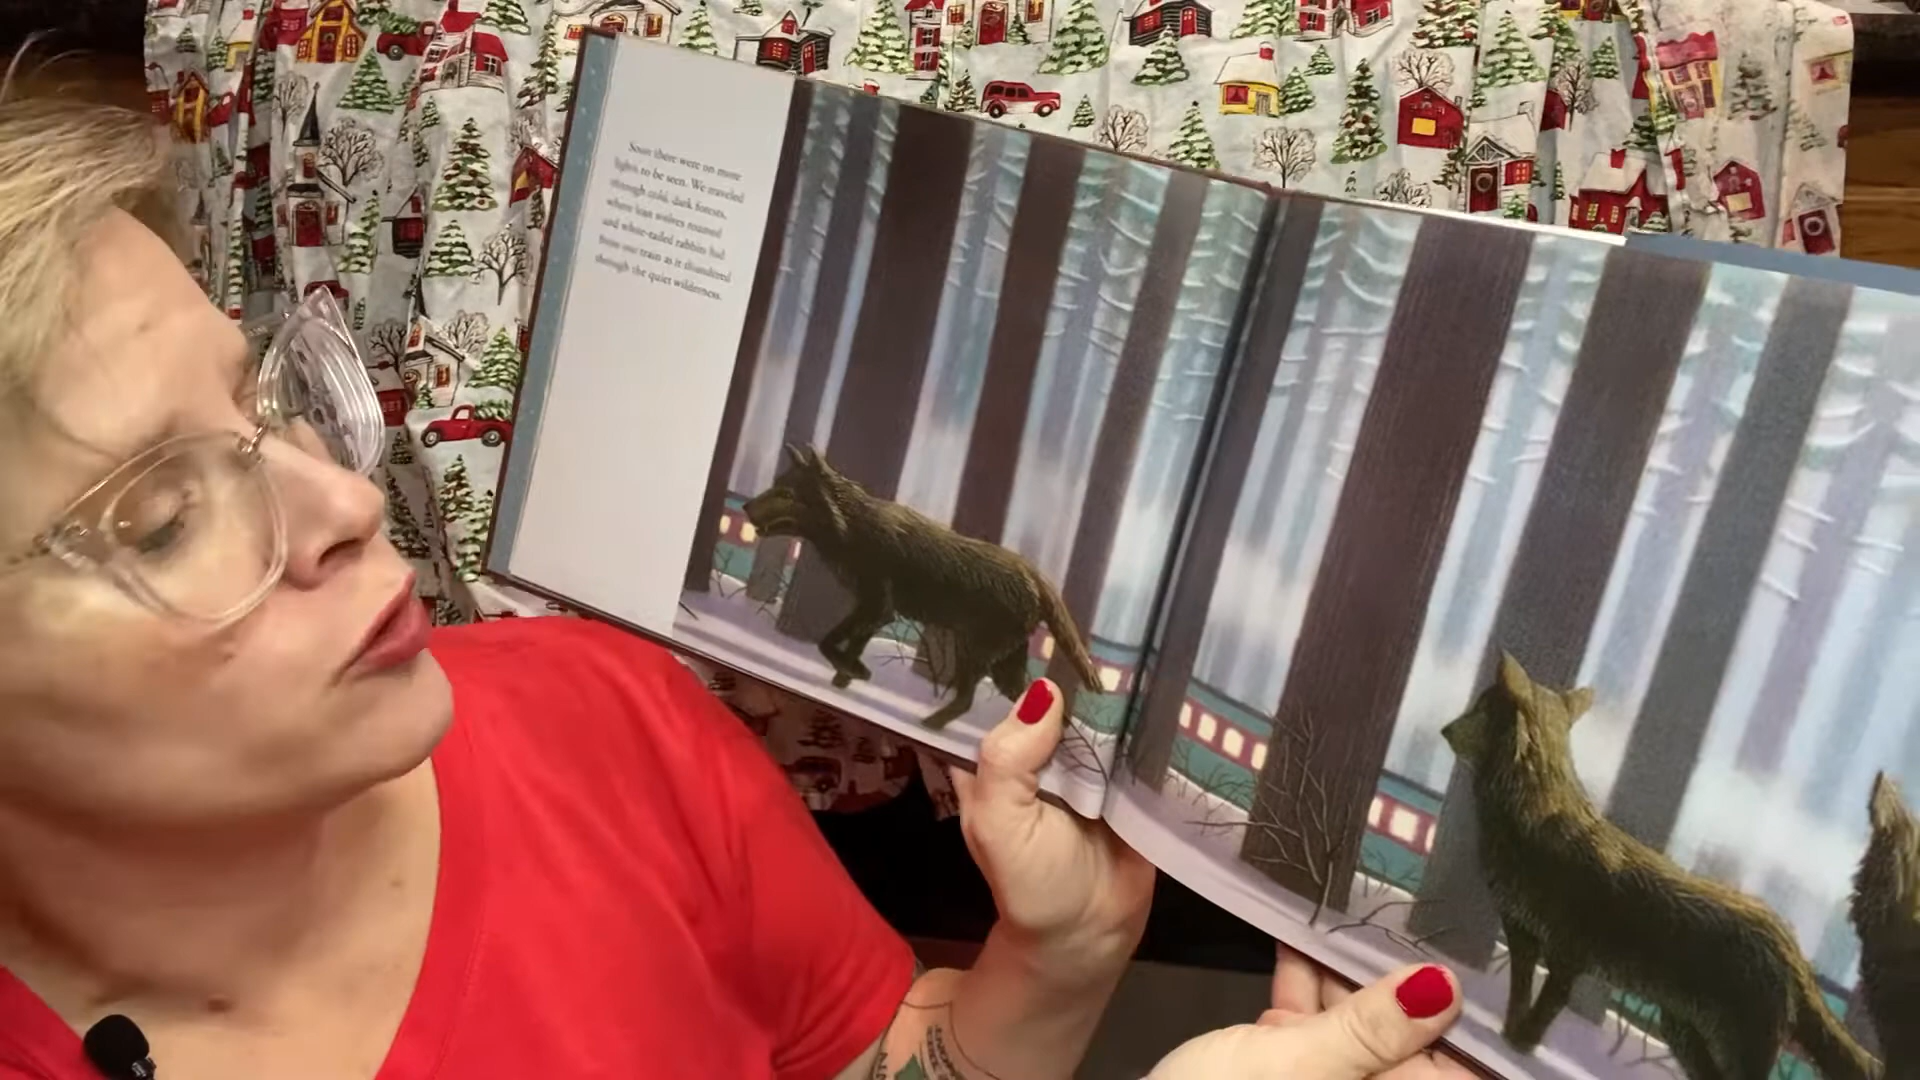 Soon there were no more
lights to be seen. We traveled
through cold, dark forests,
where lean wolves roamed
and white-tailed rabbits hid
from our train as it thundered
through the quiet wilderness.